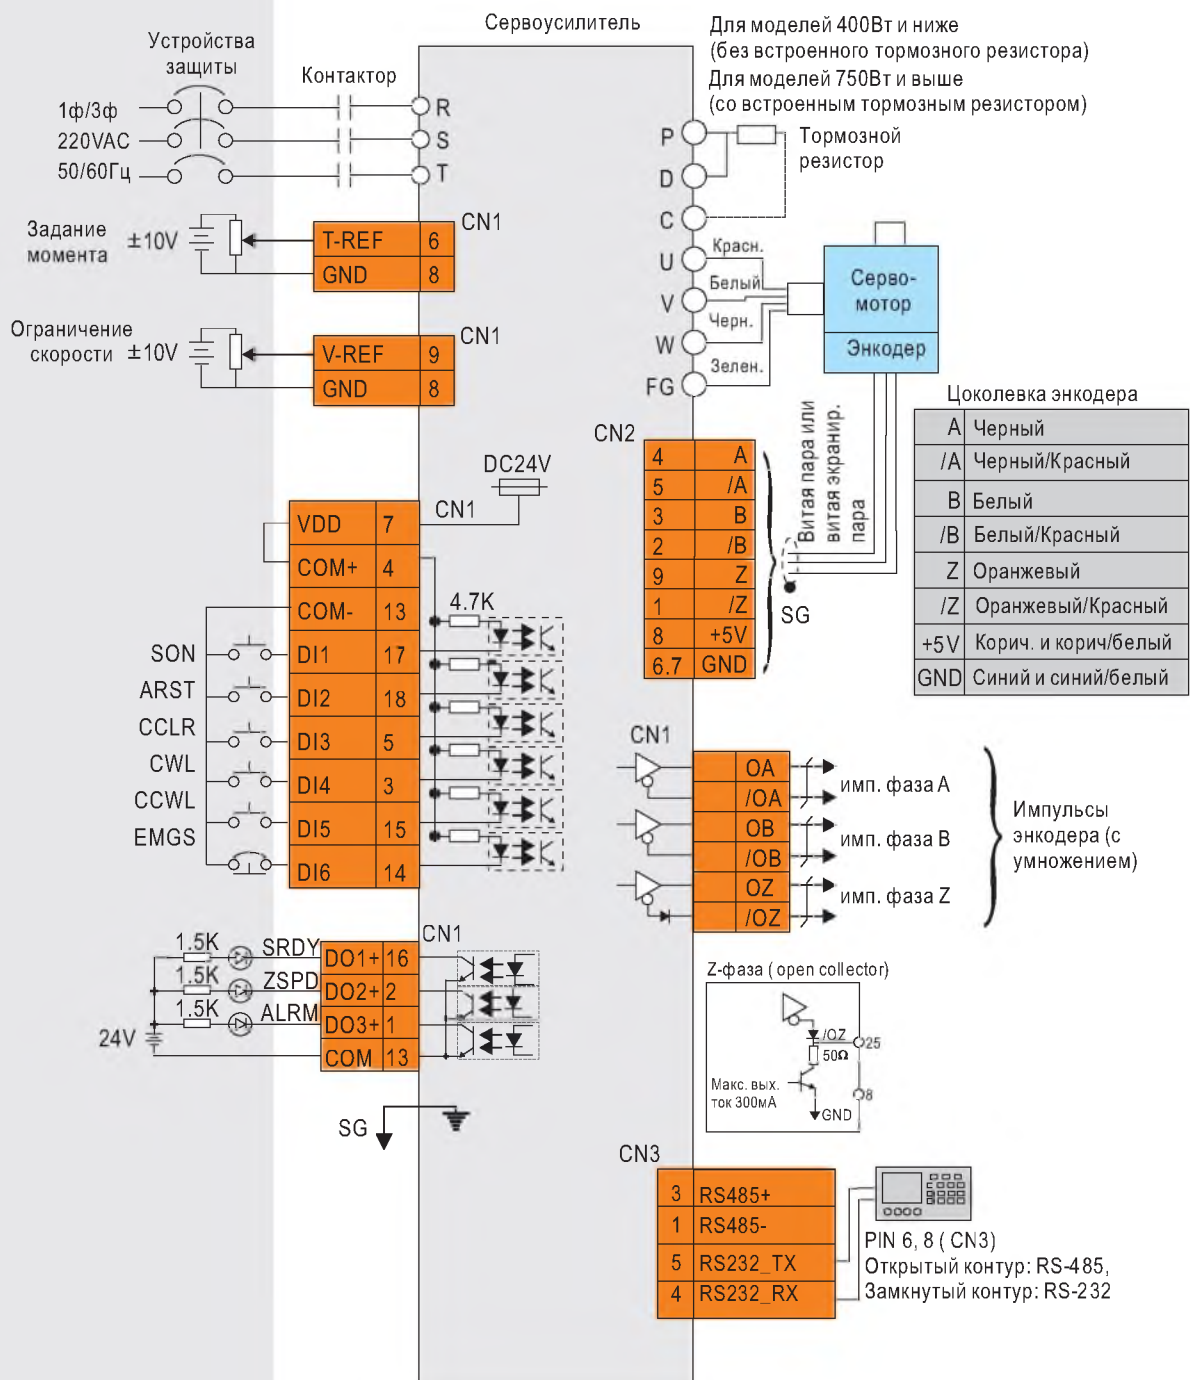 Сервоусилитель
Для моделей 400Вт и ниже
(без встроенного тормозного резистора)
Для моделей 750Вт и выше
(со встроенным тормозным резистором)
Устройства
защиты
Контактор
1ф/3ф
220VAC
50/60Гц
R
S
T
P
D
C
U
V
W
FG
Тормозной
резистор
Задание
момента
±10V
CN1
T-REF 6
GND 8
Ограничение
скорости
±10V
CN1
V-REF 9
GND 8
Красн.
Белый
Черн.
Зелен.
Серво-
мотор
Энкодер
Витая пара или
витая экранир.
пара
SG
Цоколевка энкодера
A Черный
/A Черный/Красный
B Белый
/B Белый/Красный
Z Оранжевый
/Z Оранжевый/Красный
+5V Корич. и корич/белый
GND Синий и синий/белый
CN2
4 A
5 /A
3 B
2 /B
9 Z
1 /Z
8 +5V
6.7 GND
DC24V
CN1
VDD 7
COM+ 4
COM- 13
DI1 17
DI2 18
DI3 5
DI4 3
DI5 15
DI6 14
4.7K
SON
ARST
CCLR
CWL
CCWL
EMGS
CN1
OA
/OA
OB
/OB
OZ
/OZ
имп. фаза A
имп. фаза B
имп. фаза Z
Импульсы
энкодера (с
умножением)
CN1
1.5K SRDY DO1+ 16
1.5K ZSPD DO2+ 2
1.5K ALRM DO3+ 1
24V
COM 13
SG
Z-фаза ( open collector)
/OZ
25
50Ω
Макс. вых.
ток 300мА
8
GND
CN3
3 RS485+
1 RS485-
5 RS232_TX
4 RS232_RX
PIN 6, 8 ( CN3)
Открытый контур: RS-485,
Замкнутый контур: RS-232